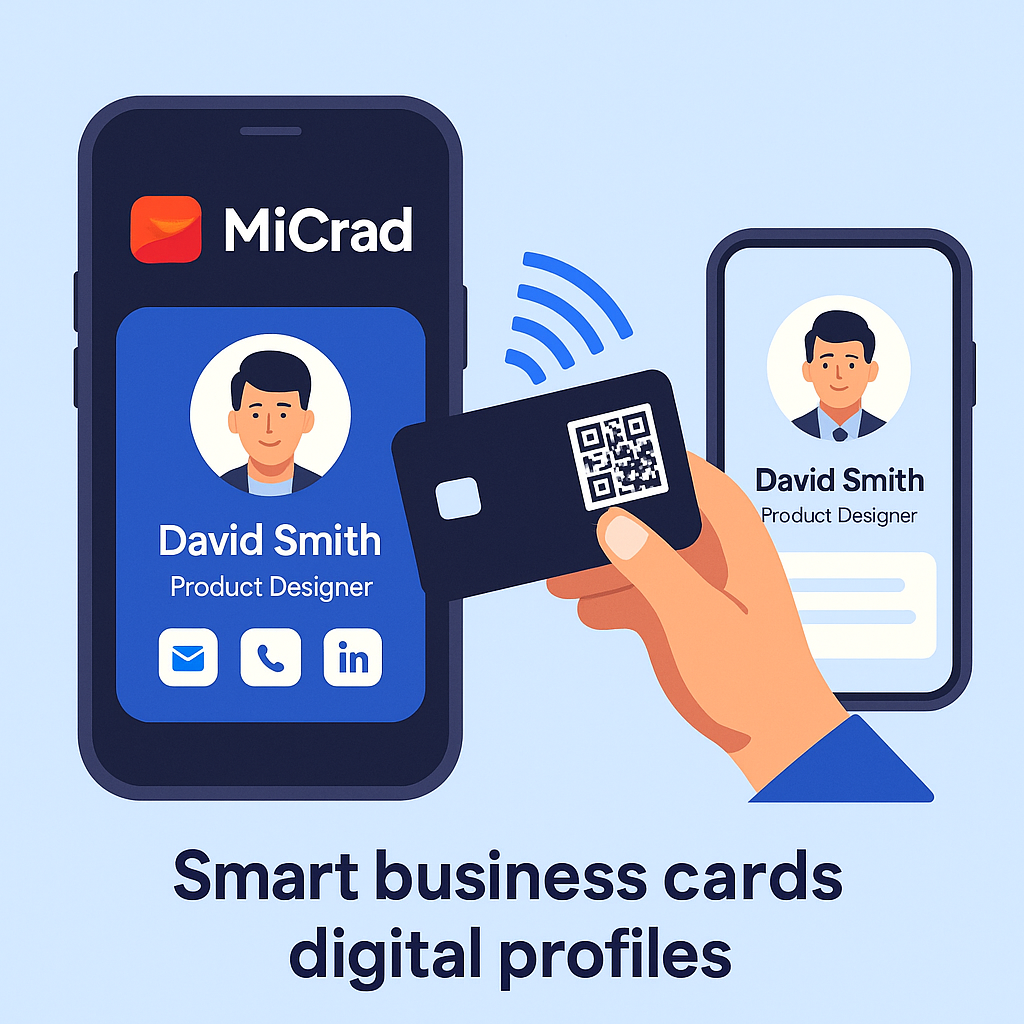 MiCrad
David Smith
Product Designer
in
David Smith
Product Designer
Smart business cards
digital profiles